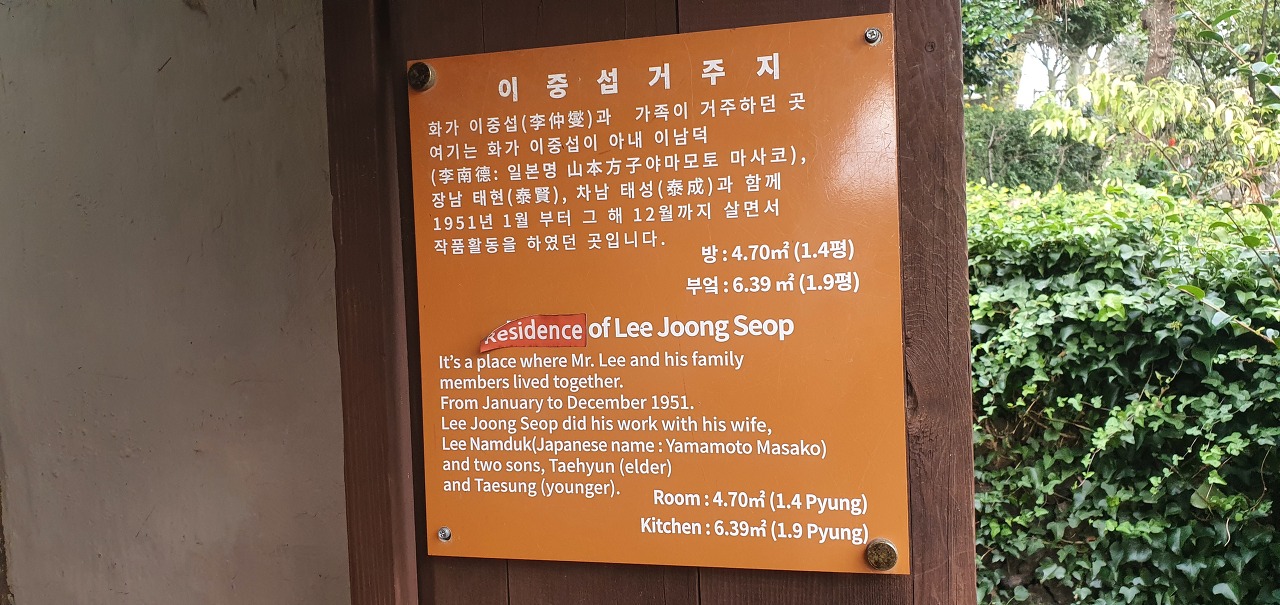 이 중 섭 거 주 지
화가 이중섭(李仲燮)과 가족이 거주하던 곳
여기는 화가 이중섭이 아내 이남덕
(李南德: 일본명 山本方子야마모토 마사코),
장남 태현(泰賢), 차남 태성(泰成)과 함께
1951년 1월 부터 그 해 12월까지 살면서
작품활동을 하였던 곳입니다.
방 : 4.70㎡ (1.4평)
부엌 : 6.39 ㎡ (1.9평)
Residence of Lee Joong Seop
It's a place where Mr. Lee and his family
members lived together.
From January to December 1951.
Lee Joong Seop did his work with his wife,
Lee Namduk(Japanese name : Yamamoto Masako)
and two sons, Taehyun (elder)
and Taesung (younger).
Room : 4.70㎡ (1.4 Pyung)
Kitchen : 6.39㎡ (1.9 Pyung)